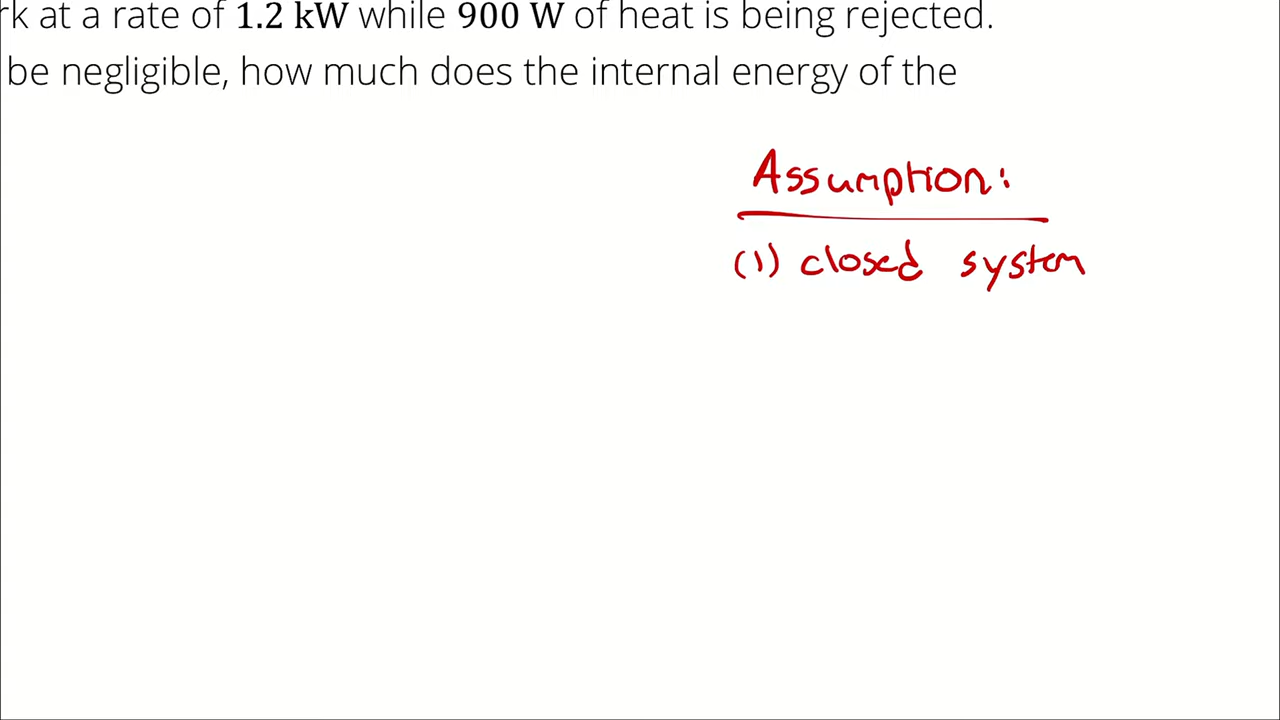 rk at a rate of 1.2 kW while 900 W of heat is being rejected.
be negligible, how much does the internal energy of the
Assumption:
(1) closed system